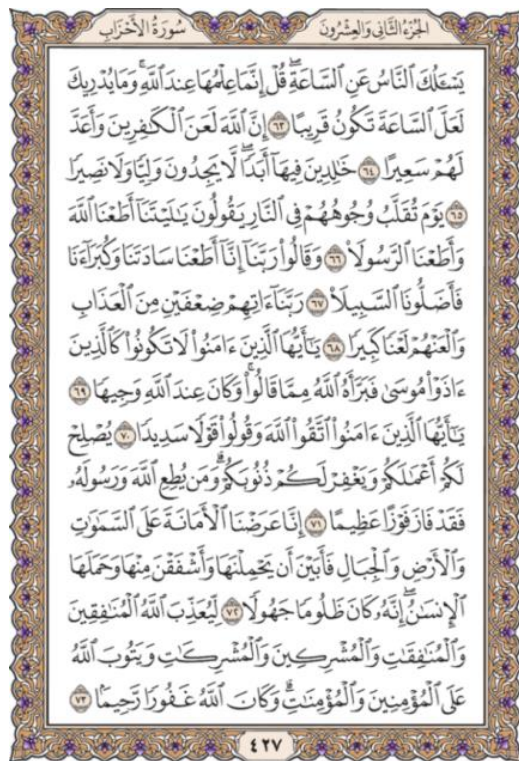 الجُزْءُ الثَّانِي وَالعِشْرُونَ سُورَةُ الأَحْزَابِ
يَسْـَٔلُكَ ٱلنَّاسُ عَنِ ٱلسَّاعَةِۖ قُلْ إِنَّمَا عِلْمُهَا عِندَ ٱللَّهِۚ وَمَا يُدْرِيكَ
لَعَلَّ ٱلسَّاعَةَ تَكُونُ قَرِيبًا ٦٣ إِنَّ ٱللَّهَ لَعَنَ ٱلْكَٰفِرِينَ وَأَعَدَّ
لَهُمْ سَعِيرًا ٦٤ خَٰلِدِينَ فِيهَآ أَبَدًاۖ لَّا يَجِدُونَ وَلِيًّا وَلَا نَصِيرًا
٦٥ يَوْمَ تُقَلَّبُ وُجُوهُهُمْ فِى ٱلنَّارِ يَقُولُونَ يَٰلَيْتَنَآ أَطَعْنَا ٱللَّهَ
وَأَطَعْنَا ٱلرَّسُولَا۠ ٦٦ وَقَالُوا۟ رَبَّنَآ إِنَّآ أَطَعْنَا سَادَتَنَا وَكُبَرَآءَنَا
فَأَضَلُّونَا ٱلسَّبِيلَا۠ ٦٧ رَبَّنَآ ءَاتِهِمْ ضِعْفَيْنِ مِنَ ٱلْعَذَابِ
وَٱلْعَنْهُمْ لَعْنًا كَبِيرًا ٦٨ يَٰٓأَيُّهَا ٱلَّذِينَ ءَامَنُوا۟ لَا تَكُونُوا۟ كَٱلَّذِينَ
ءَاذَوْا۟ مُوسَىٰ فَبَرَّأَهُ ٱللَّهُ مِمَّا قَالُوا۟ۚ وَكَانَ عِندَ ٱللَّهِ وَجِيهًا ٦٩
يَٰٓأَيُّهَا ٱلَّذِينَ ءَامَنُوا۟ ٱتَّقُوا۟ ٱللَّهَ وَقُولُوا۟ قَوْلًا سَدِيدًا ٧٠ يُصْلِحْ
لَكُمْ أَعْمَٰلَكُمْ وَيَغْفِرْ لَكُمْ ذُنُوبَكُمْۗ وَمَن يُطِعِ ٱللَّهَ وَرَسُولَهُۥ
فَقَدْ فَازَ فَوْزًا عَظِيمًا ٧١ إِنَّا عَرَضْنَا ٱلْأَمَانَةَ عَلَى ٱلسَّمَٰوَٰتِ
وَٱلْأَرْضِ وَٱلْجِبَالِ فَأَبَيْنَ أَن يَحْمِلْنَهَا وَأَشْفَقْنَ مِنْهَا وَحَمَلَهَا
ٱلْإِنسَٰنُۖ إِنَّهُۥ كَانَ ظَلُومًا جَهُولًا ٧٢ لِّيُعَذِّبَ ٱللَّهُ ٱلْمُنَٰفِقِينَ
وَٱلْمُنَٰفِقَٰتِ وَٱلْمُشْرِكِينَ وَٱلْمُشْرِكَٰتِ وَيَتُوبَ ٱللَّهُ
عَلَى ٱلْمُؤْمِنِينَ وَٱلْمُؤْمِنَٰتِۗ وَكَانَ ٱللَّهُ غَفُورًا رَّحِيمًۢا ٧٣
٤٢٧